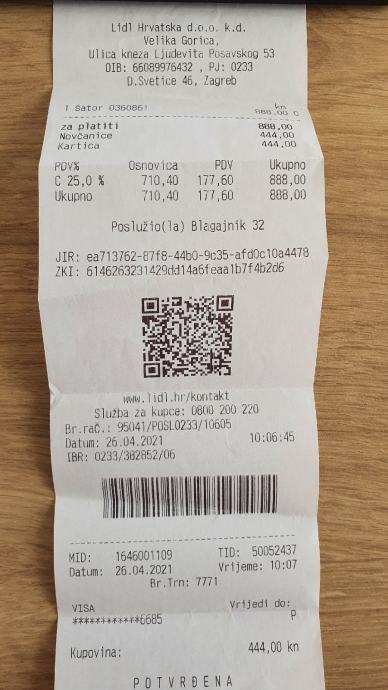 Lidl Hrvatska d.o.o. k.d.
Velika Gorica,
Ulica kneza Ljudevita Posavskog 53
OIB: 66089976432 , PJ: 0233
D.Svetice 46, Zagreb
kn
1 Sator 0360861 888,00 C
za platiti 888,00
Novčanice 444,00
Kartica 444,00
PDV% Osnovica PDV Ukupno
C 25,0 % 710,40 177,60 888,00
Ukupno 710,40 177,60 888,00
Poslužio(la) Blagajnik 32
JIR: ea713762-87f8-44b0-9c35-afd0c10a4478
ZKI: 6146263231429dd14a6feaa1b7f4b2d6
www.lidl.hr/kontakt
Služba za kupce: 0800 200 220
Br.rač.: 95041/POSL0233/10605
Datum: 26.04.2021 10:06:45
IBR: 0233/382852/06
MID: 1646001109 TID: 50052437
Datum: 26.04.2021 Vrijeme: 10:07
Br.Trn: 7771
VISA Vrijedi do:
************6685 P
Kupovina: 444,00 kn
POTVRĐENA